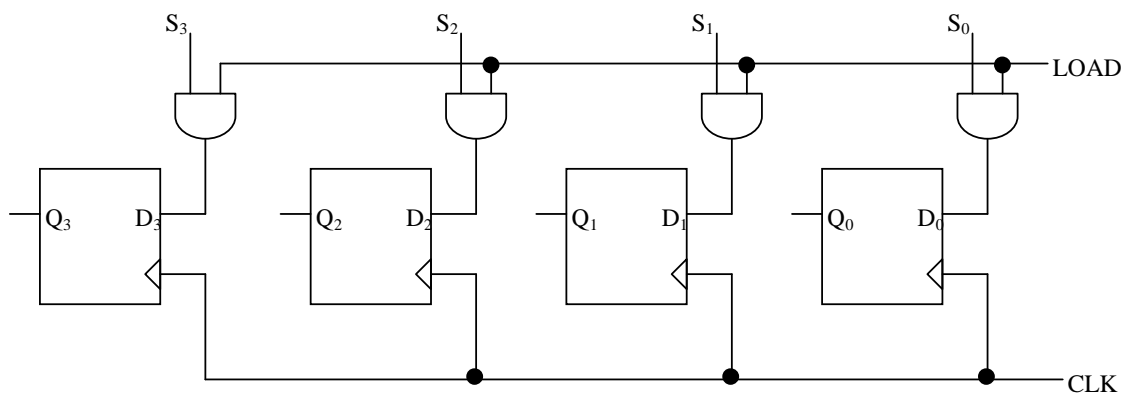 S₃ S₂ S₁ S₀
LOAD
Q₃ D₃ Q₂ D₂ Q₁ D₁ Q₀ D₀
CLK